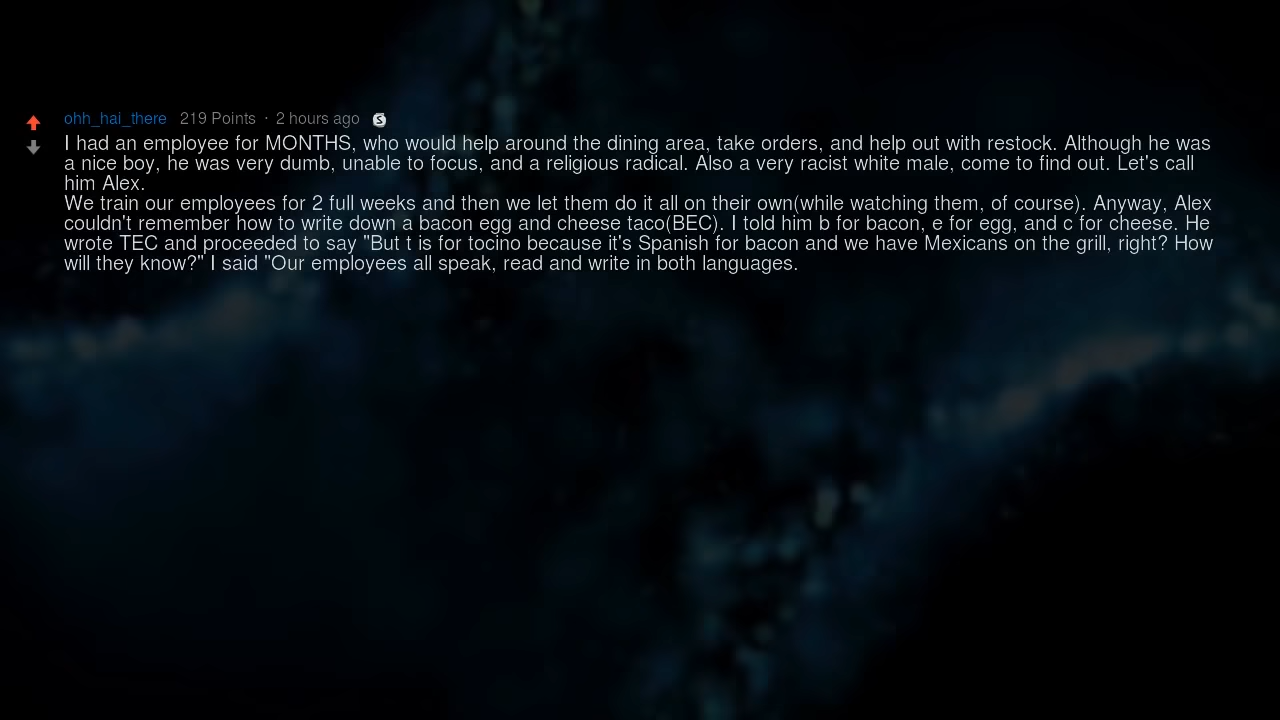 ohh_hai_there 219 Points · 2 hours ago
I had an employee for MONTHS, who would help around the dining area, take orders, and help out with restock. Although he was
a nice boy, he was very dumb, unable to focus, and a religious radical. Also a very racist white male, come to find out. Let's call
him Alex.
We train our employees for 2 full weeks and then we let them do it all on their own(while watching them, of course). Anyway, Alex
couldn't remember how to write down a bacon egg and cheese taco(BEC). I told him b for bacon, e for egg, and c for cheese. He
wrote TEC and proceeded to say "But t is for tocino because it's Spanish for bacon and we have Mexicans on the grill, right? How
will they know?" I said "Our employees all speak, read and write in both languages.